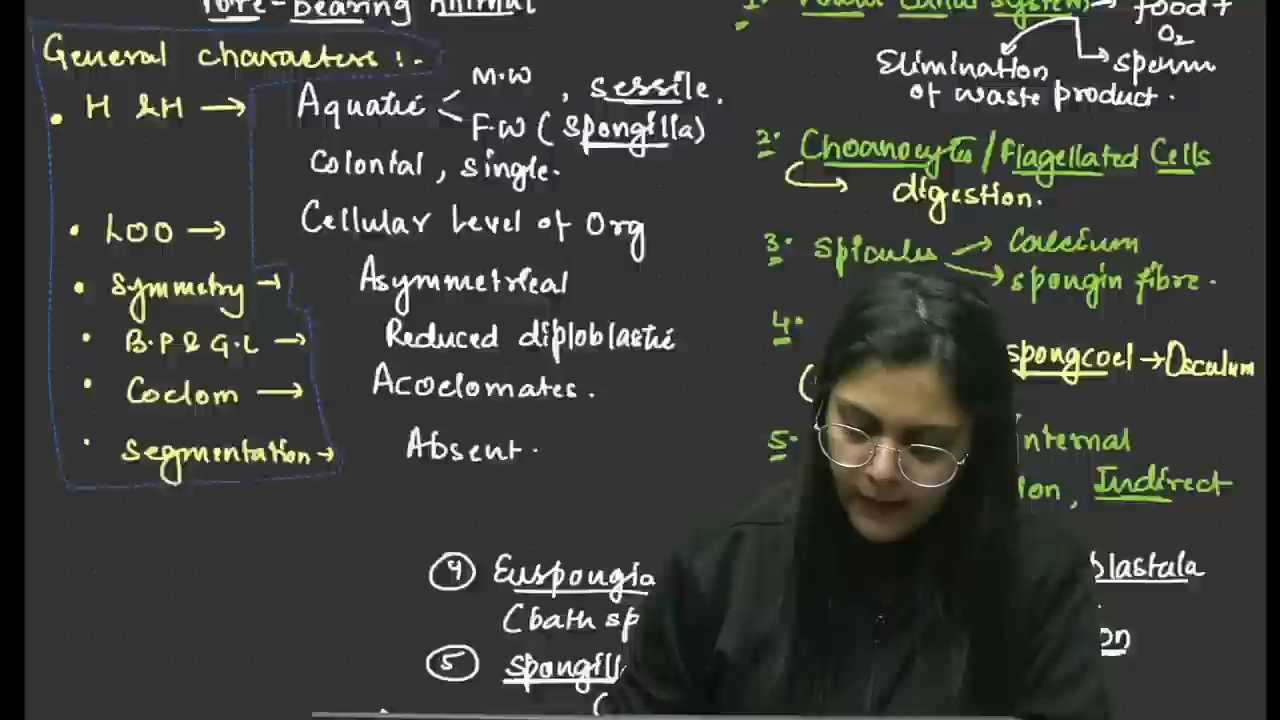 Pore-Bearing Animal
General characters :-
• H &H → Aquatic < M.W , sessile.
F.W ( Spongilla)
Colonial, single.
• LOO → Cellular Level of Org
• Symmetry → Asymmetrical
• B.P & G.L → Reduced diploblastic
• Coelom → Acoelomates.
• Segmentation → Absent.
④ Euspongia
(bath sp
⑤ spongill
1. canal system → food +
O2
Elimination → sperm
of waste product.
2. Choanocytes / Flagellated Cells
↳ digestion.
3. Spicules → Calcium
→ spongin fibre.
4.
( spongcoel → Osculum
5. Internal
ion, Indirect
blastula
on